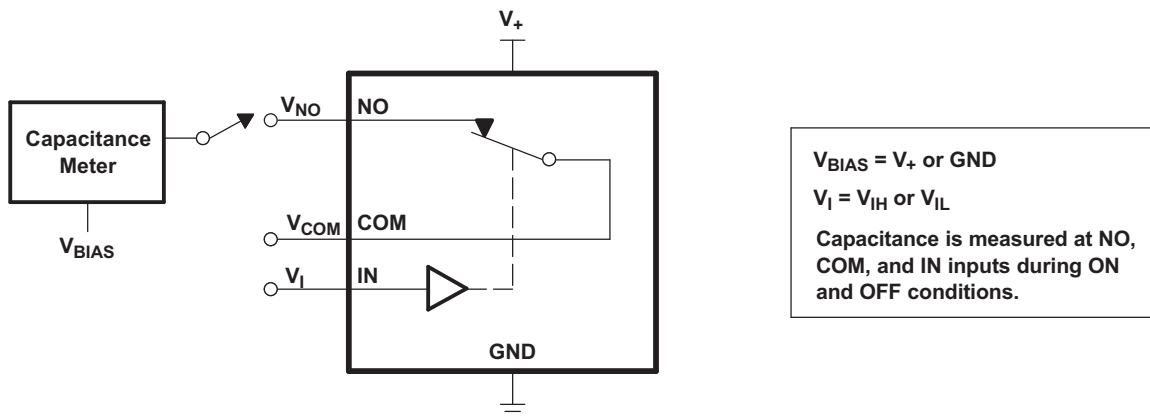 V+
VNO
NO
Capacitance
Meter
VBIAS = V+ or GND
VI = VIH or VIL
VCOM
COM
Capacitance is measured at NO,
COM, and IN inputs during ON
and OFF conditions.
VBIAS
VI
IN
GND